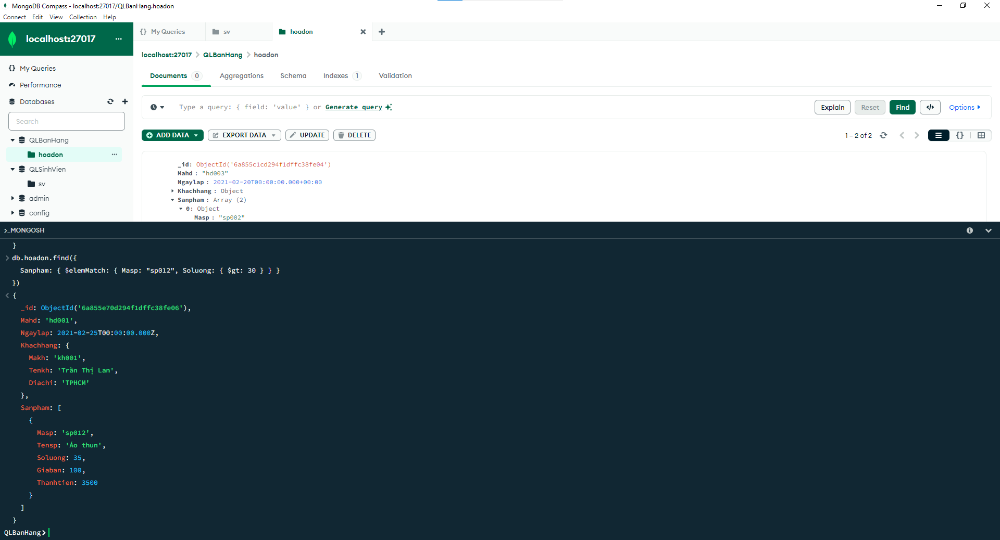 MongoDB Compass - localhost:27017/QLBanHang.hoadon
Connect Edit View Collection Help
localhost:27017 ...
My Queries
Performance
Databases
Search
QLBanHang
hoadon ...
QLSinhVien
sv
admin
config
{} My Queries sv hoadon
localhost:27017 > QLBanHang > hoadon
Documents 0 Aggregations Schema Indexes 1 Validation
Type a query: { field: 'value' } or Generate query
Explain Reset Find </> Options
ADD DATA EXPORT DATA UPDATE DELETE
1 – 2 of 2 {}
_id: ObjectId('6a855c1cd294f1dffc38fe04')
Mahd : "hd003"
Ngaylap : 2021-02-20T00:00:00.000+00:00
Khachhang : Object
Sanpham : Array (2)
0: Object
Masp : "sp002"
>_MONGOSH
}
> db.hoadon.find({
Sanpham: { $elemMatch: { Masp: "sp012", Soluong: { $gt: 30 } } }
})
< {
_id: ObjectId('6a855e70d294f1dffc38fe06'),
Mahd: 'hd001',
Ngaylap: 2021-02-25T00:00:00.000Z,
Khachhang: {
Makh: 'kh001',
Tenkh: 'Trần Thị Lan',
Diachi: 'TPHCM'
},
Sanpham: [
{
Masp: 'sp012',
Tensp: 'Áo thun',
Soluong: 35,
Giaban: 100,
Thanhtien: 3500
}
]
}
QLBanHang>